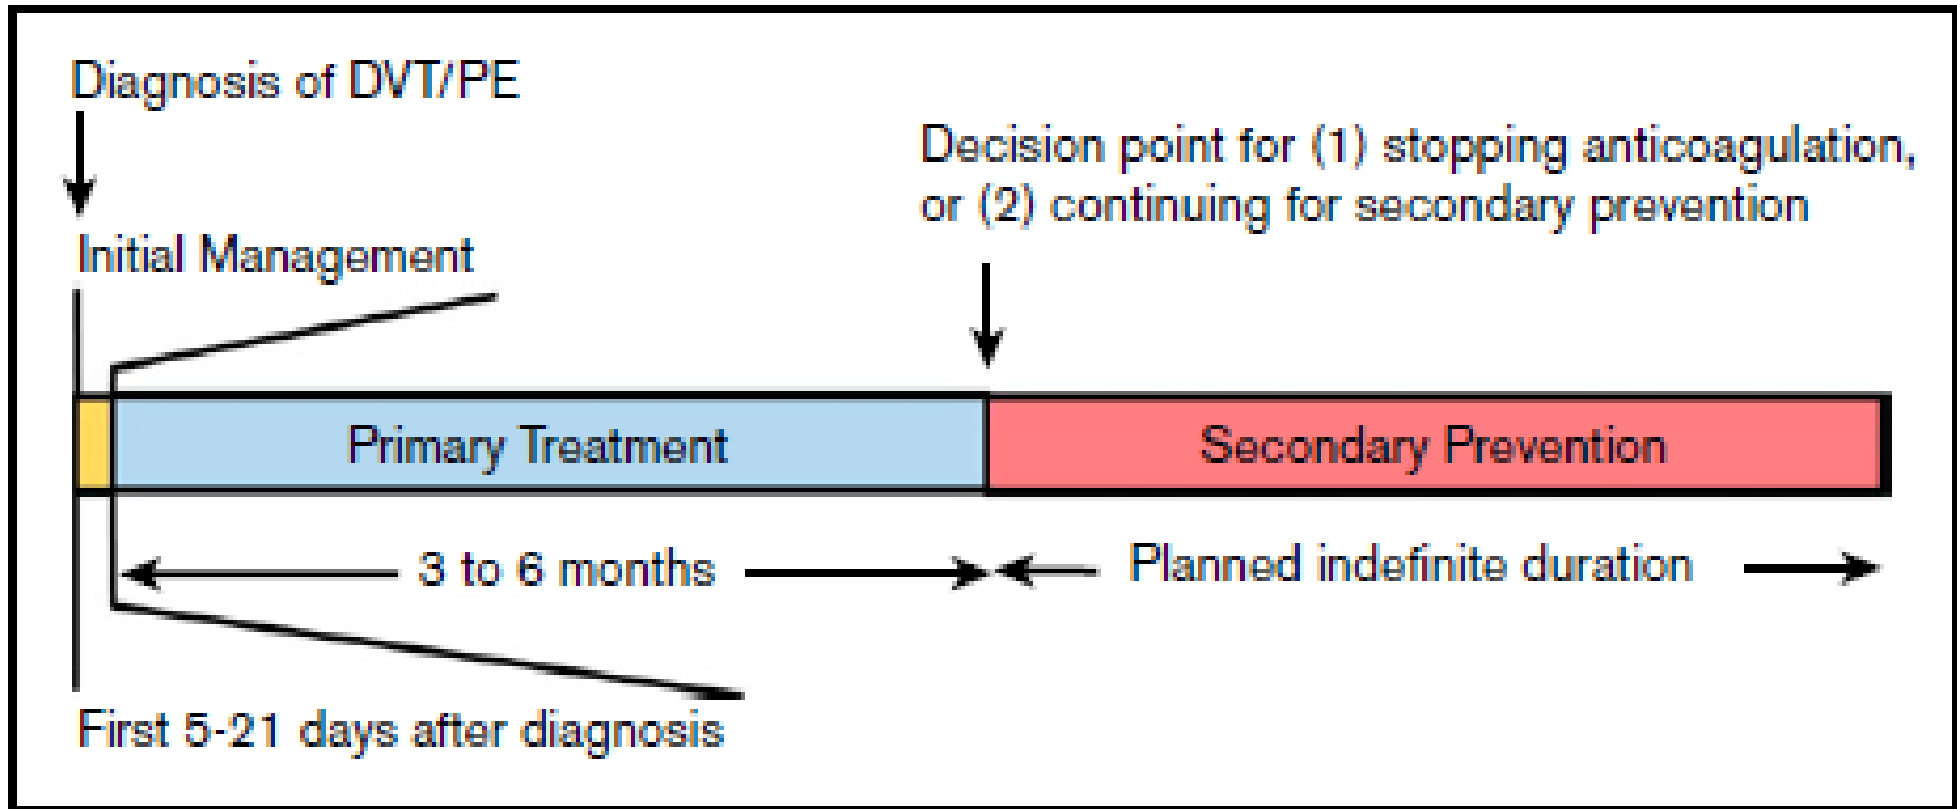 Diagnosis of DVT/PE
Decision point for (1) stopping anticoagulation,
or (2) continuing for secondary prevention
Initial Management
Primary Treatment
Secondary Prevention
3 to 6 months
Planned indefinite duration
First 5-21 days after diagnosis